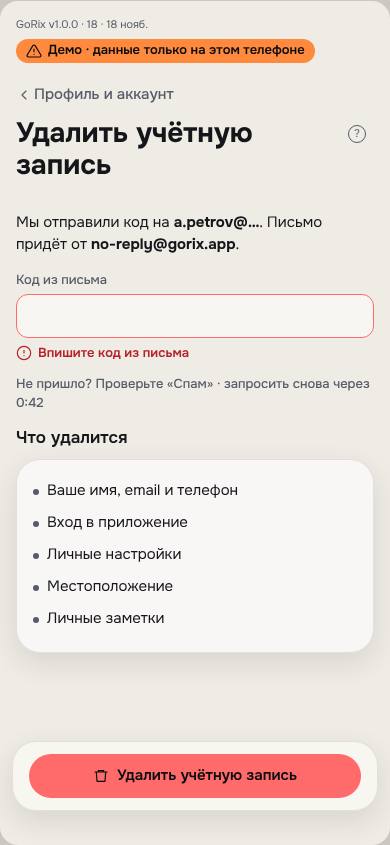 GoRix v1.0.0 · 18 · 18 нояб.
Демо · данные только на этом телефоне
Профиль и аккаунт
Удалить учётную
запись
?
Мы отправили код на a.petrov@…. Письмо
придёт от no-reply@gorix.app.
Код из письма
Впишите код из письма
Не пришло? Проверьте «Спам» · запросить снова через
0:42
Что удалится
Ваше имя, email и телефон
Вход в приложение
Личные настройки
Местоположение
Личные заметки
Удалить учётную запись